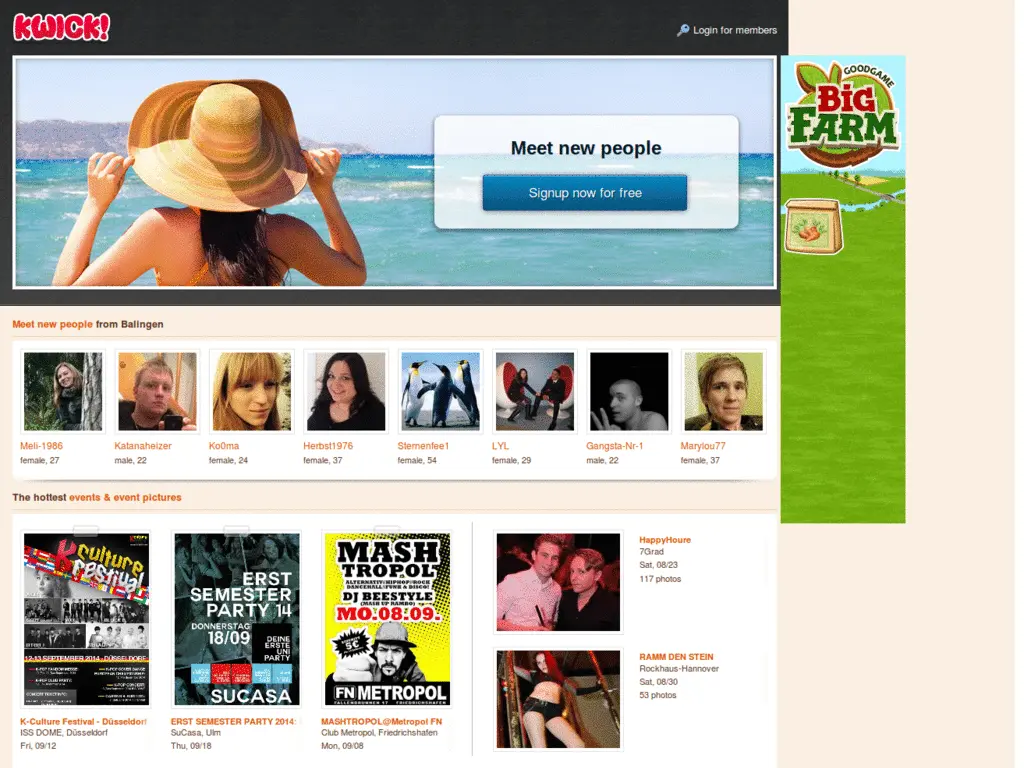 KWICK!
Login for members
GOODGAME
BIG
FARM
Meet new people
Signup now for free
Meet new people from Balingen
Meli-1986
female, 27
Katanaheizer
male, 22
Ko0ma
female, 24
Herbst1976
female, 37
Sternenfee1
female, 54
LYL
female, 29
Gangsta-Nr-1
male, 22
Marylou77
female, 37
The hottest events & event pictures
K-culture
Festival
12-13 SEPTEMBER 2014, DÜSSELDORF
K-Culture Festival - Düsseldorf
ISS DOME, Düsseldorf
Fri, 09/12
ERST
SEMESTER
PARTY 14
DONNERSTAG
18/09
DEINE
ERSTE
UNI
PARTY
SUCASA
ERST SEMESTER PARTY 2014:
SuCasa, Ulm
Thu, 09/18
MASH
TROPOL
ALTERNATIV/HIPHOP/ROCK
DANCEHALL/FUNK & DISCO!
DJ BEESTYLE
(MASH UP RAMBO)
MO.08.09.
FN METROPOL
FALLENBRUNNEN 17 FRIEDRICHSHAFEN
MASHTROPOL@Metropol FN
Club Metropol, Friedrichshafen
Mon, 09/08
HappyHoure
7Grad
Sat, 08/23
117 photos
RAMM DEN STEIN
Rockhaus-Hannover
Sat, 08/30
53 photos